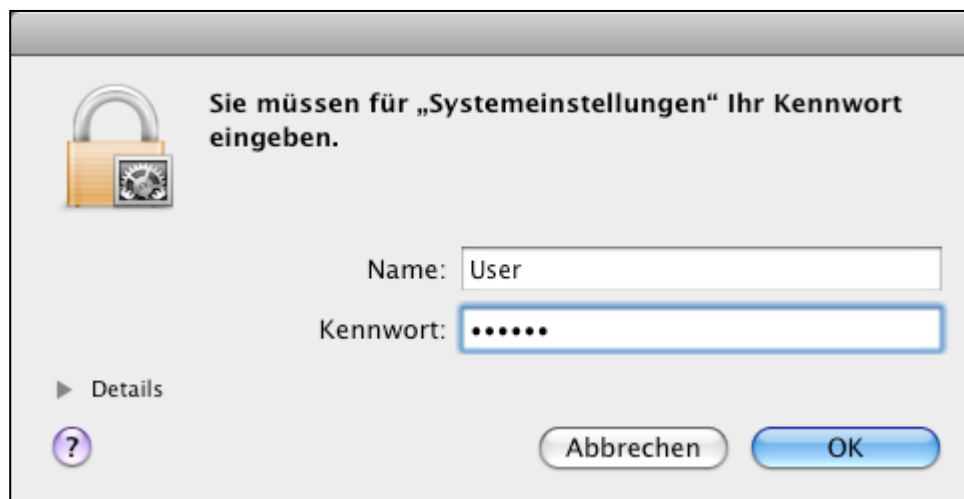 Sie müssen für „Systemeinstellungen“ Ihr Kennwort
eingeben.
Name: User
Kennwort: ••••••
Details
? Abbrechen OK